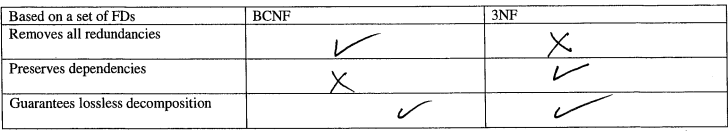 Based on a set of FDs BCNF 3NF
Removes all redundancies ✓ X
Preserves dependencies X ✓
Guarantees lossless decomposition ✓ ✓